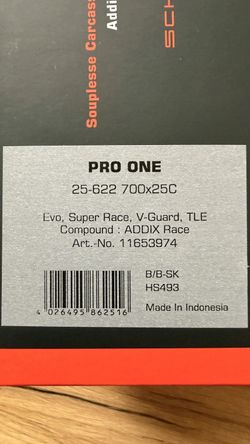 Souplesse Carcass
Addi
SCH
PRO ONE
25-622 700x25C
Evo, Super Race, V-Guard, TLE
Compound : ADDIX Race
Art.-No. 11653974
B/B-SK
HS493
Made In Indonesia
4 026495 862516